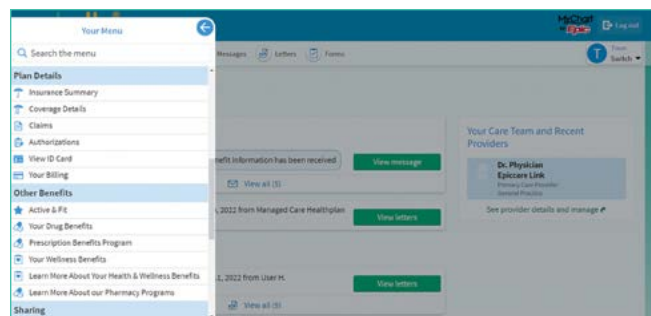 Your Menu
MyChart
Epic
Log out
Search the menu
Messages
Letters
Forms
T
Switch
Plan Details
Insurance Summary
Coverage Details
Claims
Authorizations
View ID Card
Your Billing
Other Benefits
Active & Fit
Your Drug Benefits
Prescription Benefits Program
Your Wellness Benefits
Learn More About Your Health & Wellness Benefits
Learn More About our Pharmacy Programs
Sharing
nefit information has been received
View message
View all (5)
, 2022 from Managed Care Healthplan
View letters
1, 2022 from User H.
View letters
View all (5)
Your Care Team and Recent
Providers
Dr. Physician
Epiccare Link
Primary Care Provider
General Practice
See provider details and manage